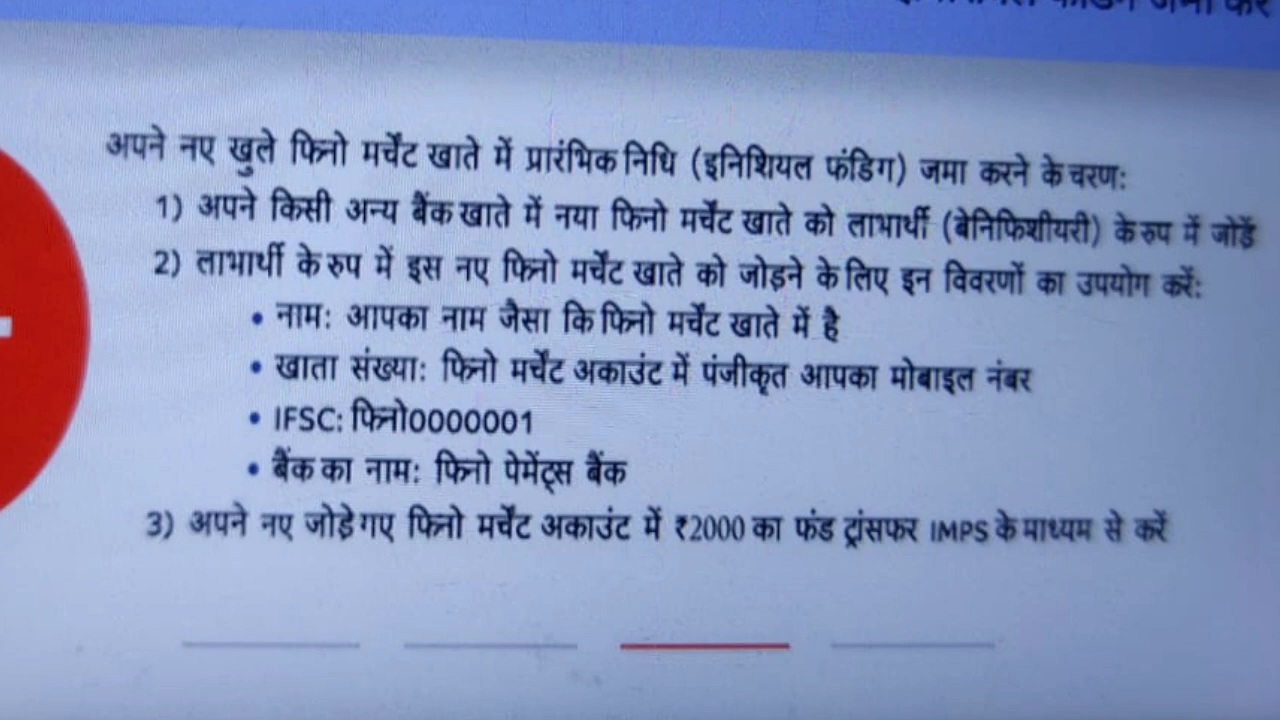 जमा कर
अपने नए खुले फिनो मर्चेंट खाते में प्रारंभिक निधि (इनिशियल फंडिग) जमा करने के चरण:
1) अपने किसी अन्य बैंक खाते में नया फिनो मर्चेंट खाते को लाभार्थी (बेनिफिशीयरी) के रुप में जोड़ें
2) लाभार्थी के रुप में इस नए फिनो मर्चेंट खाते को जोड़ने के लिए इन विवरणों का उपयोग करें:
• नाम: आपका नाम जैसा कि फिनो मर्चेंट खाते में है
• खाता संख्या: फिनो मर्चेंट अकाउंट में पंजीकृत आपका मोबाइल नंबर
• IFSC: फिनो0000001
• बैंक का नाम: फिनो पेमेंट्स बैंक
3) अपने नए जोड़े गए फिनो मर्चेंट अकाउंट में ₹2000 का फंड ट्रांसफर IMPS के माध्यम से करें